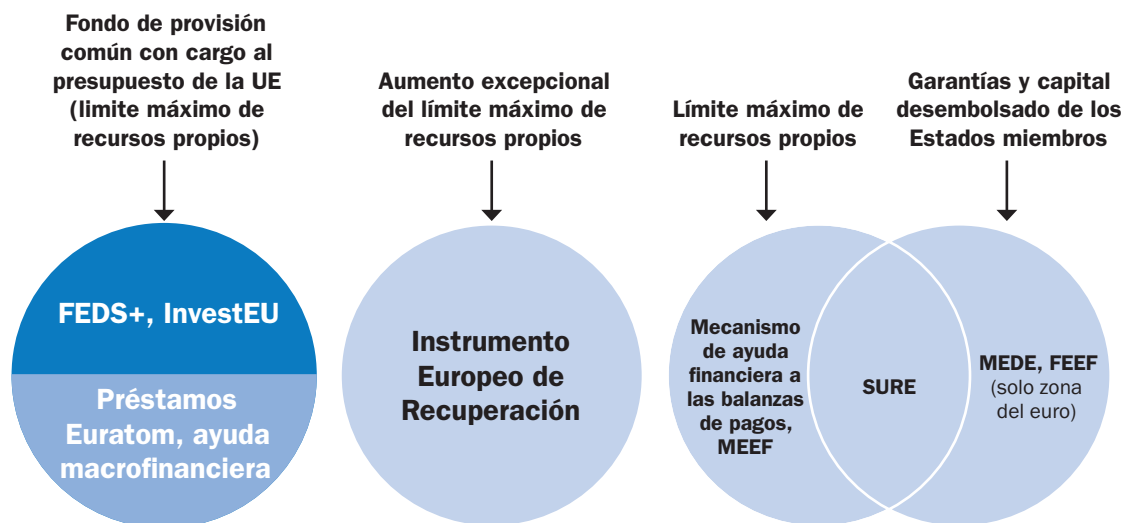 Fondo de provisión
común con cargo al
presupuesto de la UE
(limite máximo de
recursos propios)
Aumento excepcional
del límite máximo de
recursos propios
Límite máximo de
recursos propios
Garantías y capital
desembolsado de los
Estados miembros
FEDS+, InvestEU
Préstamos
Euratom, ayuda
macrofinanciera
Instrumento
Europeo de
Recuperación
Mecanismo
de ayuda
financiera a
las balanzas
de pagos,
MEEF
SURE
MEDE, FEEF
(solo zona
del euro)